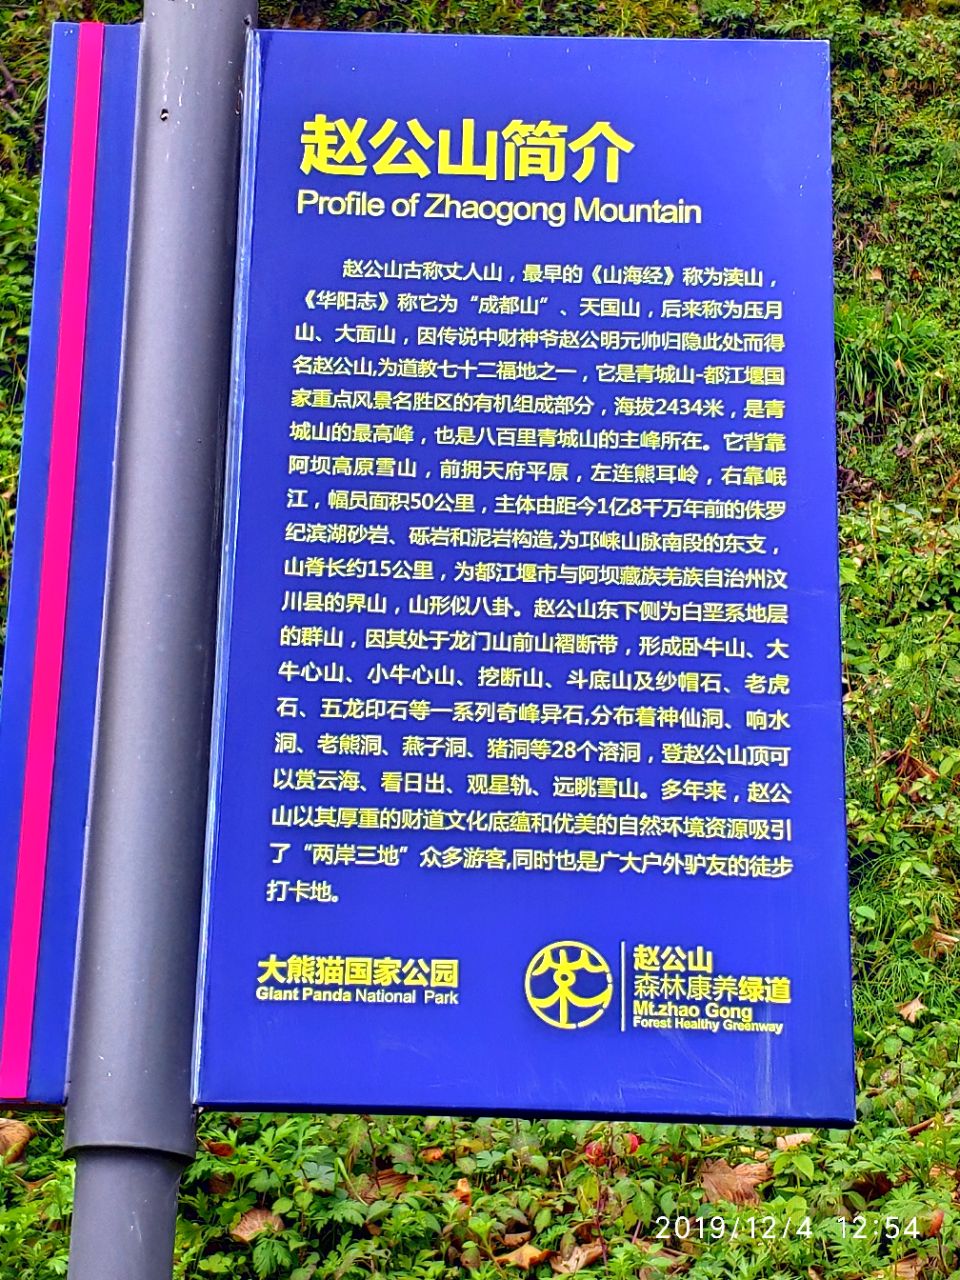 赵公山简介
Profile of Zhaogong Mountain
赵公山古称丈人山，最早的《山海经》称为渎山，
《华阳志》称它为“成都山”、天国山，后来称为压月
山、大面山，因传说中财神爷赵公明元帅归隐此处而得
名赵公山,为道教七十二福地之一，它是青城山-都江堰国
家重点风景名胜区的有机组成部分，海拔2434米，是青
城山的最高峰，也是八百里青城山的主峰所在。它背靠
阿坝高原雪山，前拥天府平原，左连熊耳岭，右靠岷
江，幅员面积50公里，主体由距今1亿8千万年前的侏罗
纪滨湖砂岩、砾岩和泥岩构造,为邛崃山脉南段的东支，
山脊长约15公里，为都江堰市与阿坝藏族羌族自治州汶
川县的界山，山形似八卦。赵公山东下侧为白垩系地层
的群山，因其处于龙门山前山褶断带，形成卧牛山、大
牛心山、小牛心山、挖断山、斗底山及纱帽石、老虎
石、五龙印石等一系列奇峰异石,分布着神仙洞、响水
洞、老熊洞、燕子洞、猪洞等28个溶洞，登赵公山顶可
以赏云海、看日出、观星轨、远眺雪山。多年来，赵公
山以其厚重的财道文化底蕴和优美的自然环境资源吸引
了“两岸三地”众多游客,同时也是广大户外驴友的徒步
打卡地。
大熊猫国家公园
Giant Panda National Park
赵公山
森林康养绿道
Mt.zhao Gong
Forest Healthy Greenway
2019/12/4 12:54